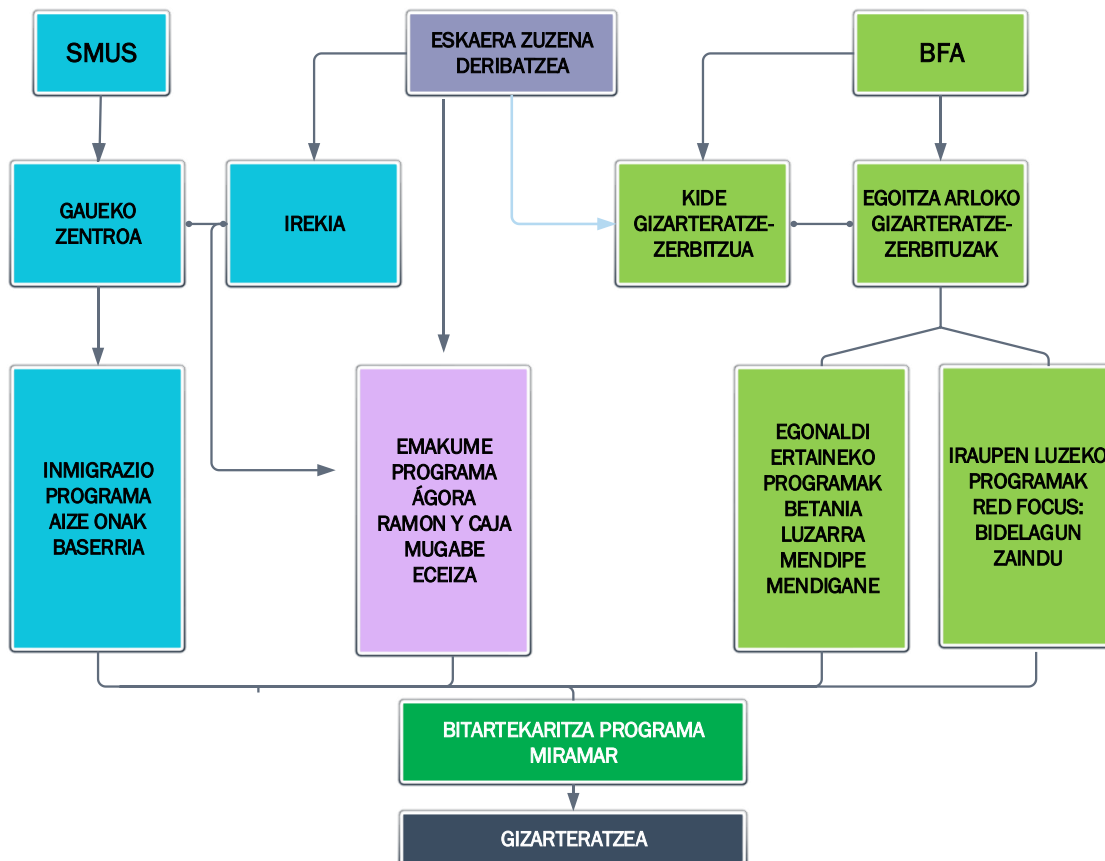 SMUS
ESKAERA ZUZENA
DERIBATZEA
BFA
GAUEKO
ZENTROA
IREKIA
KIDE
GIZARTERATZE-
ZERBITZUA
EGOITZA ARLOKO
GIZARTERATZE-
ZERBITUZAK
INMIGRAZIO
PROGRAMA
AIZE ONAK
BASERRIA
EMAKUME
PROGRAMA
ÁGORA
RAMON Y CAJA
MUGABE
ECEIZA
EGONALDI
ERTAINEKO
PROGRAMAK
BETANIA
LUZARRA
MENDIPE
MENDIGANE
IRAUPEN LUZEKO
PROGRAMAK
RED FOCUS:
BIDELAGUN
ZAINDU
BITARTEKARITZA PROGRAMA
MIRAMAR
GIZARTERATZEA